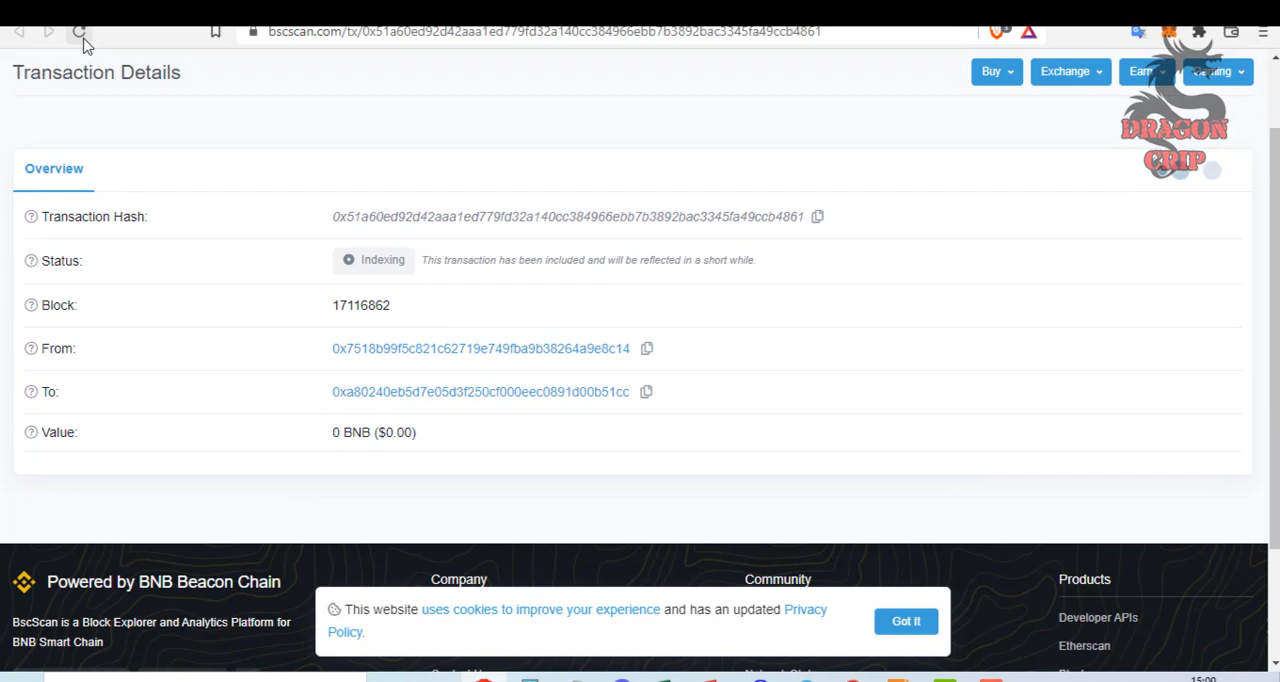 bscscan.com/tx/0x51a60ed92d42aaa1ed779fd32a140cc384966ebb7b3892bac3345fa49ccb4861
Transaction Details
Buy
Exchange
Earn
DRAGON
GRIP
Overview
Transaction Hash:
0x51a60ed92d42aaa1ed779fd32a140cc384966ebb7b3892bac3345fa49ccb4861
Status:
Indexing
This transaction has been included and will be reflected in a short while.
Block:
17116862
From:
0x7518b99f5c821c62719e749fba9b38264a9e8c14
To:
0xa80240eb5d7e05d3f250cf000eec0891d00b51cc
Value:
0 BNB ($0.00)
Powered by BNB Beacon Chain
Company
Community
Products
This website uses cookies to improve your experience and has an updated Privacy
Policy.
Got It
BscScan is a Block Explorer and Analytics Platform for
BNB Smart Chain
Developer APIs
Etherscan
15:00